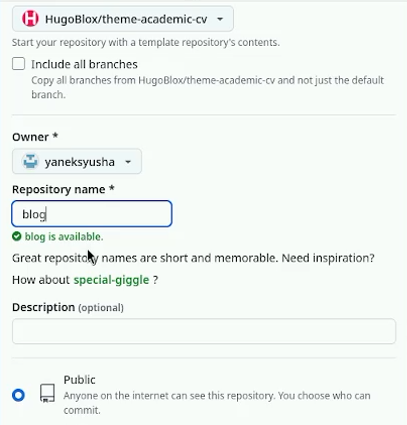 HugoBlox/theme-academic-cv
Start your repository with a template repository's contents.
Include all branches
Copy all branches from HugoBlox/theme-academic-cv and not just the default
branch.
Owner *
yaneksyusha
Repository name *
blog
blog is available.
Great repository names are short and memorable. Need inspiration?
How about special-giggle ?
Description (optional)
Public
Anyone on the internet can see this repository. You choose who can
commit.